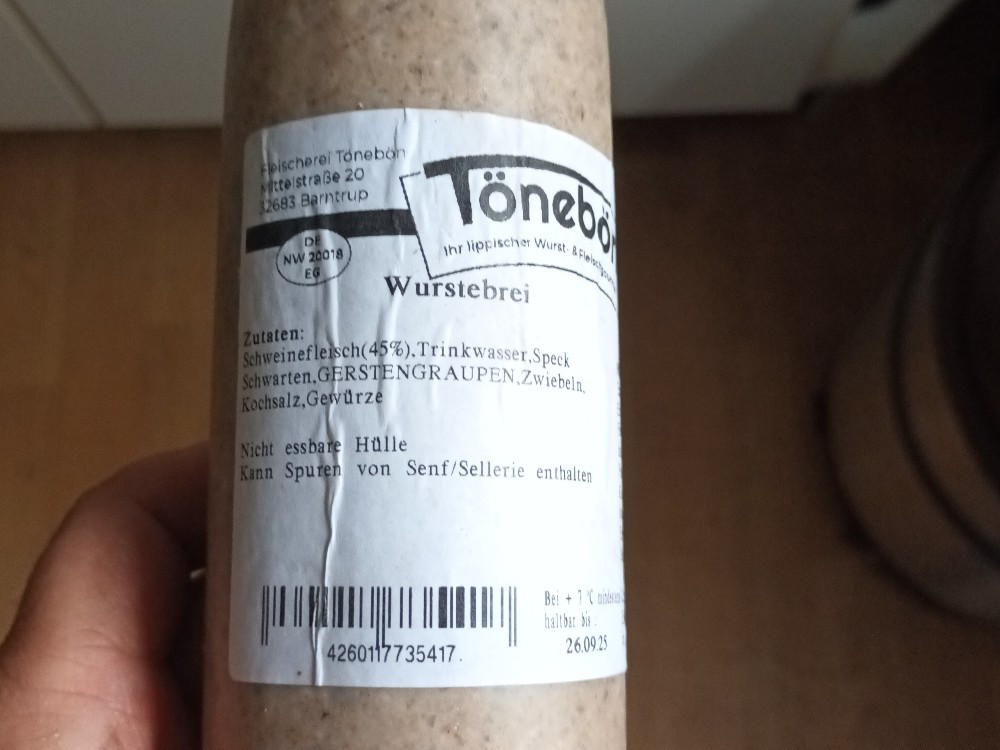 Fleischerei Tönebön
Mittelstraße 20
32683 Barntrup
Tönebön
Ihr lippischer Wurst- &
DE
NW 20018
EG
Wurstebrei
Zutaten:
Schweinefleisch(45%),Trinkwasser,Speck
Schwarten,GERSTENGRAUPEN,Zwiebeln,
Kochsalz,Gewürze
Nicht essbare Hülle
Kann Spuren von Senf/Sellerie enthalten
4260117735417.
Bei + 7 °C
haltbar bis :
26.09.25